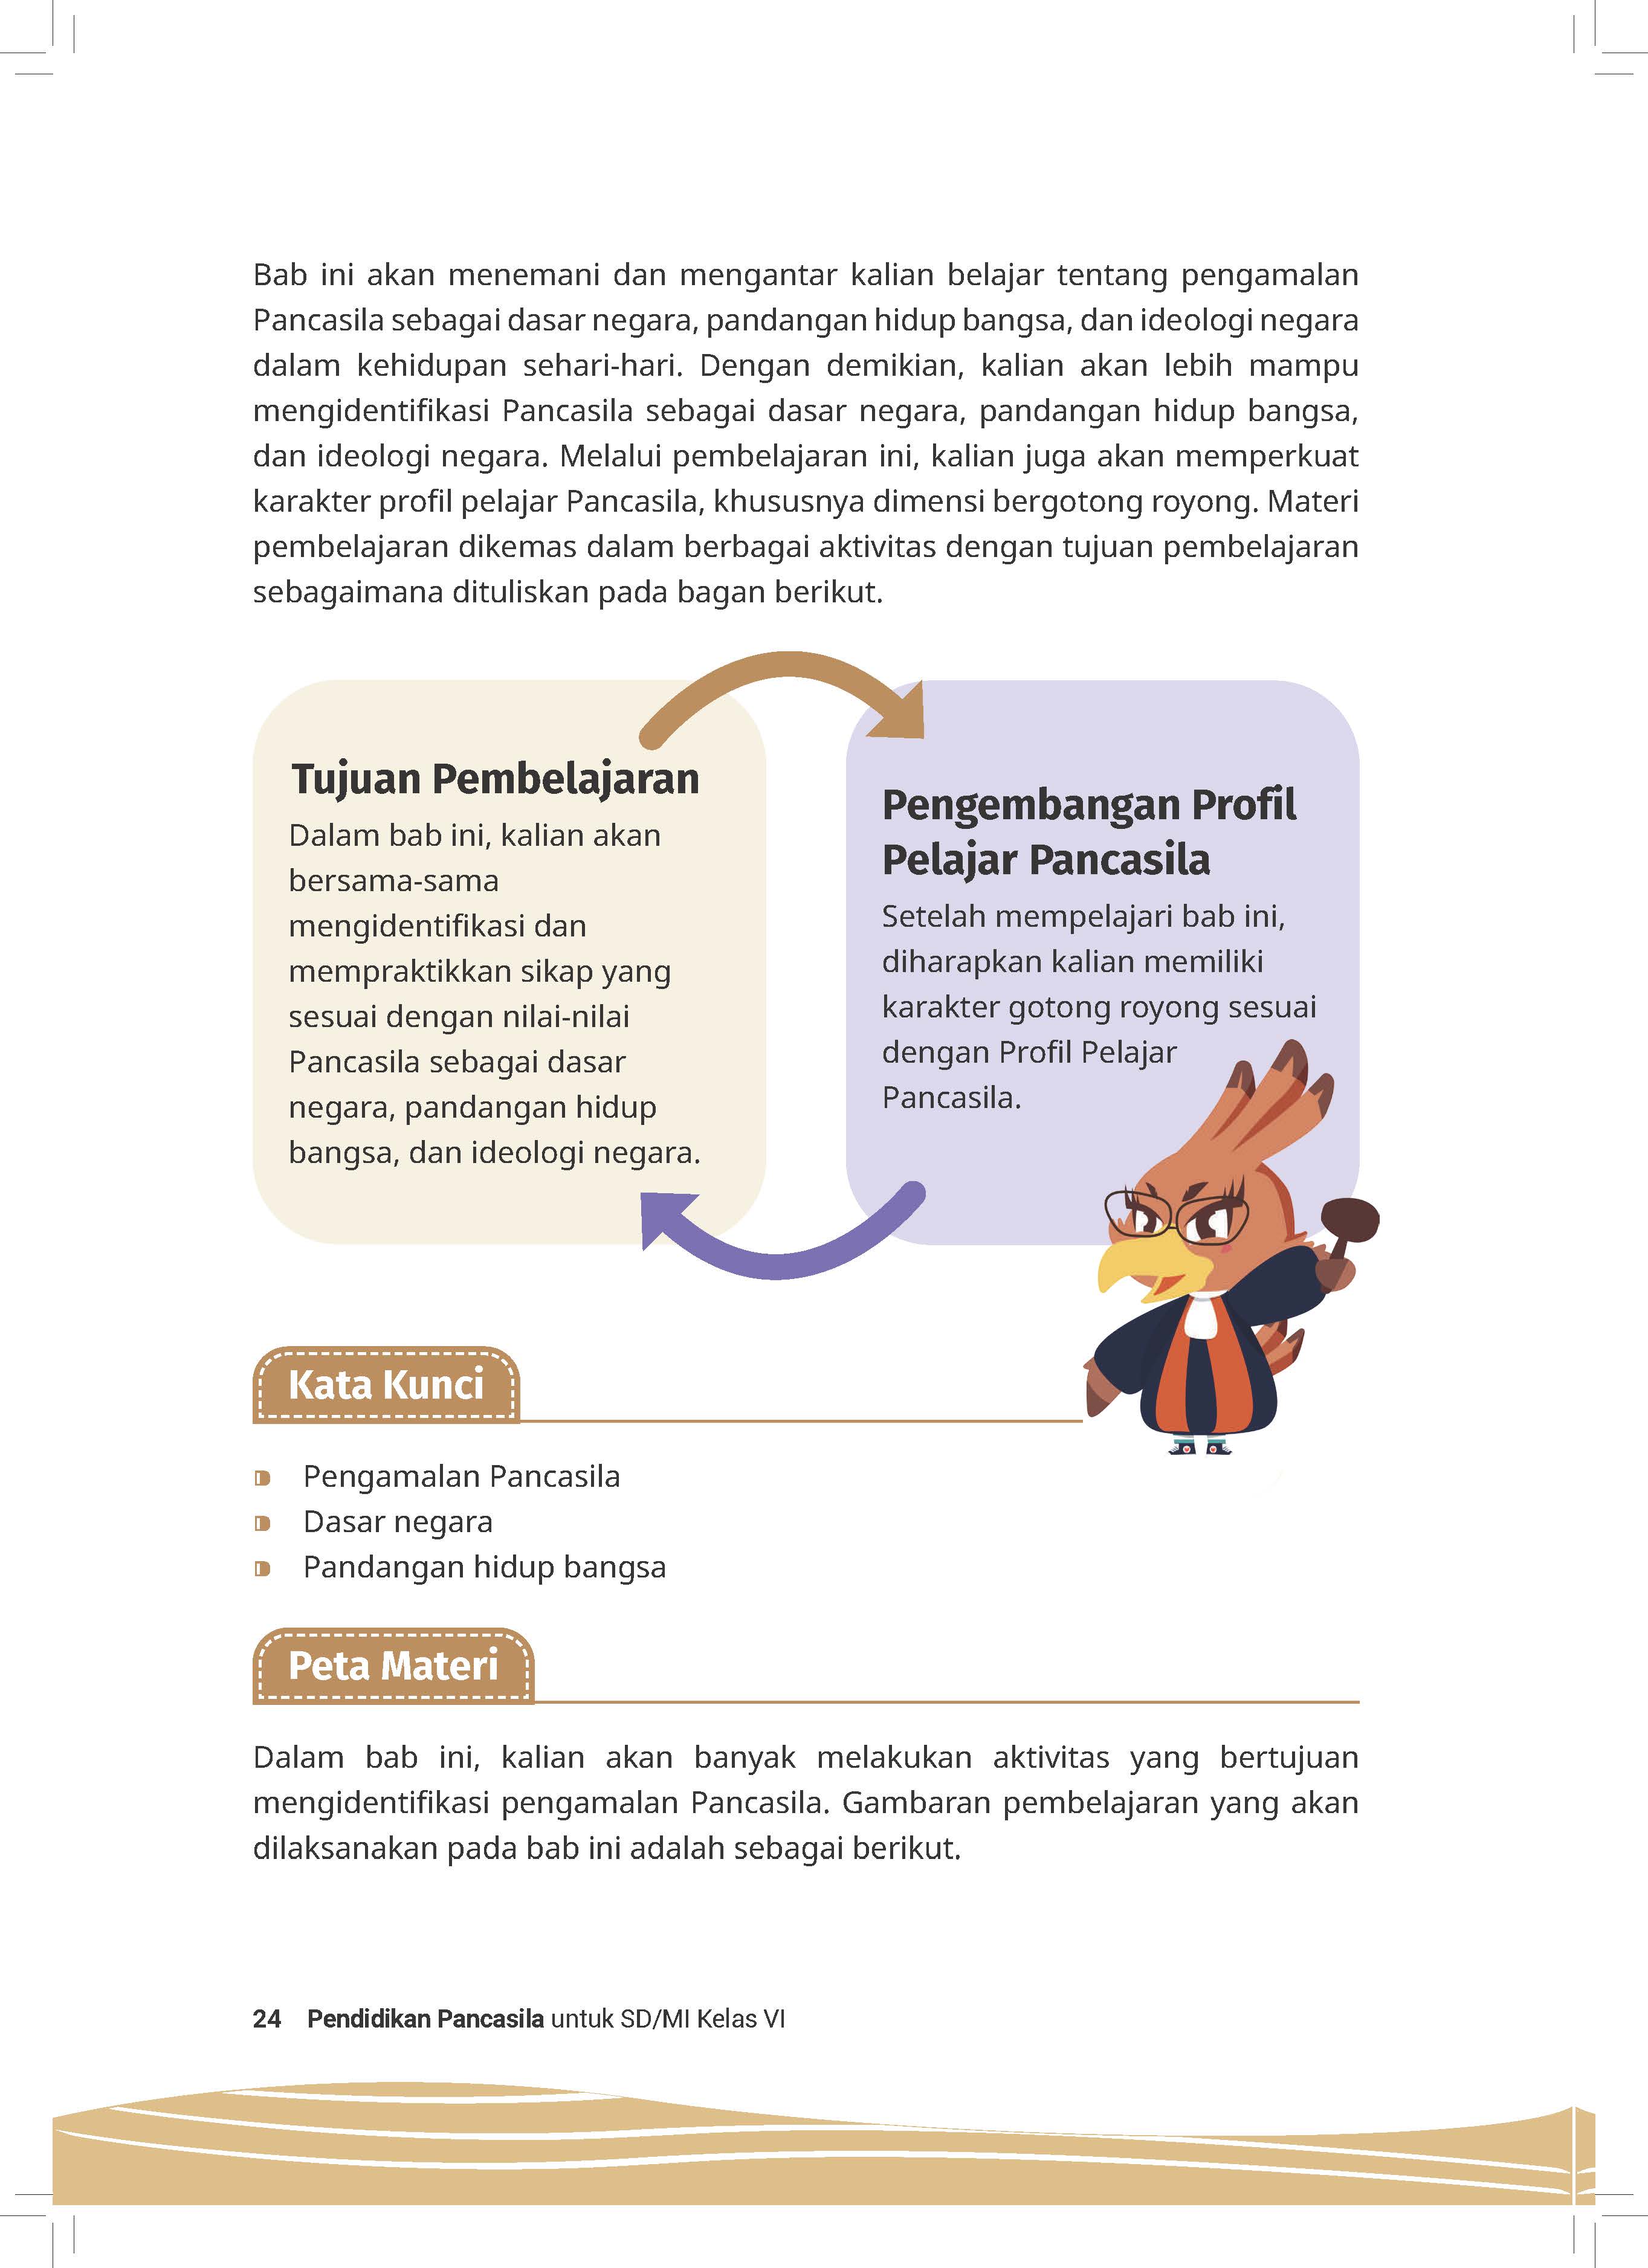 Bab ini akan menemani dan mengantar kalian belajar tentang pengamalan
Pancasila sebagai dasar negara, pandangan hidup bangsa, dan ideologi negara
dalam kehidupan sehari-hari. Dengan demikian, kalian akan lebih mampu
mengidentifikasi Pancasila sebagai dasar negara, pandangan hidup bangsa,
dan ideologi negara. Melalui pembelajaran ini, kalian juga akan memperkuat
karakter profil pelajar Pancasila, khususnya dimensi bergotong royong. Materi
pembelajaran dikemas dalam berbagai aktivitas dengan tujuan pembelajaran
sebagaimana dituliskan pada bagan berikut.
Tujuan Pembelajaran
Dalam bab ini, kalian akan
bersama-sama
mengidentifikasi dan
mempraktikkan sikap yang
sesuai dengan nilai-nilai
Pancasila sebagai dasar
negara, pandangan hidup
bangsa, dan ideologi negara.
Pengembangan Profil
Pelajar Pancasila
Setelah mempelajari bab ini,
diharapkan kalian memiliki
karakter gotong royong sesuai
dengan Profil Pelajar
Pancasila.
Kata Kunci
Pengamalan Pancasila
Dasar negara
Pandangan hidup bangsa
Peta Materi
Dalam bab ini, kalian akan banyak melakukan aktivitas yang bertujuan
mengidentifikasi pengamalan Pancasila. Gambaran pembelajaran yang akan
dilaksanakan pada bab ini adalah sebagai berikut.
24 Pendidikan Pancasila untuk SD/MI Kelas VI